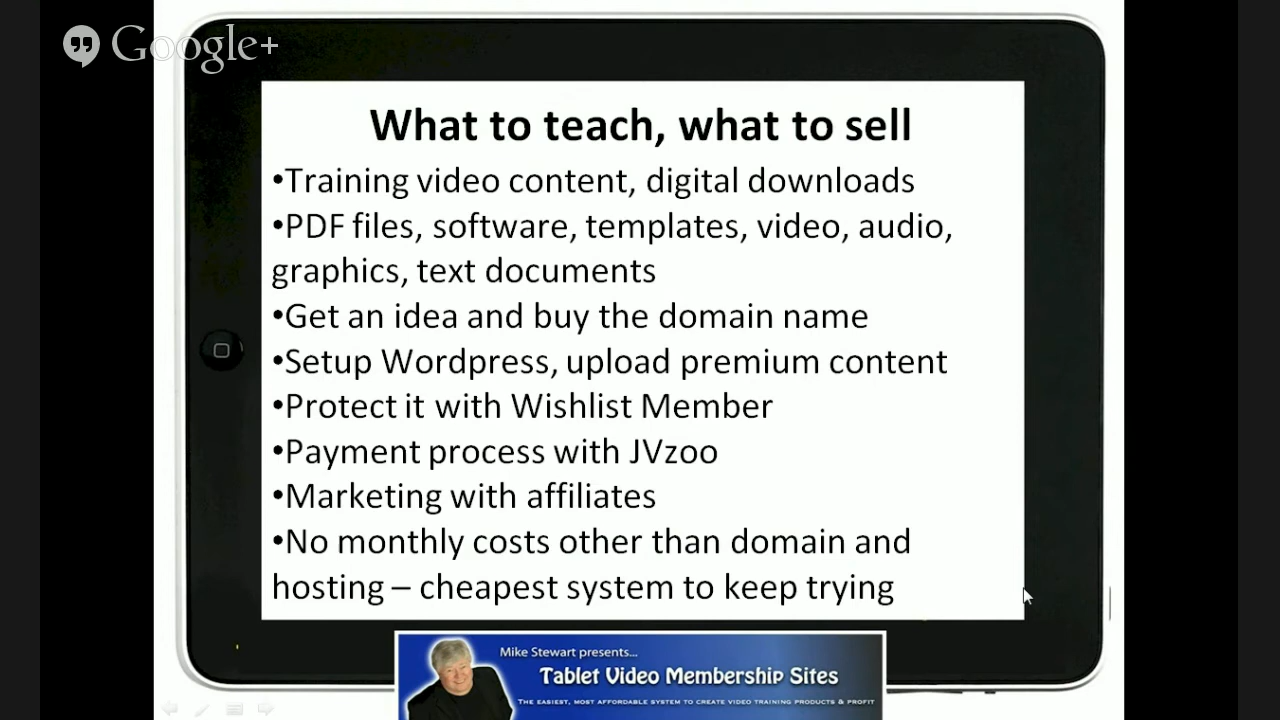 Google+
What to teach, what to sell
•Training video content, digital downloads
•PDF files, software, templates, video, audio,
graphics, text documents
•Get an idea and buy the domain name
•Setup Wordpress, upload premium content
•Protect it with Wishlist Member
•Payment process with JVzoo
•Marketing with affiliates
•No monthly costs other than domain and
hosting – cheapest system to keep trying
Mike Stewart presents...
Tablet Video Membership Sites
THE EASIEST, MOST AFFORDABLE SYSTEM TO CREATE VIDEO TRAINING PRODUCTS & PROFIT